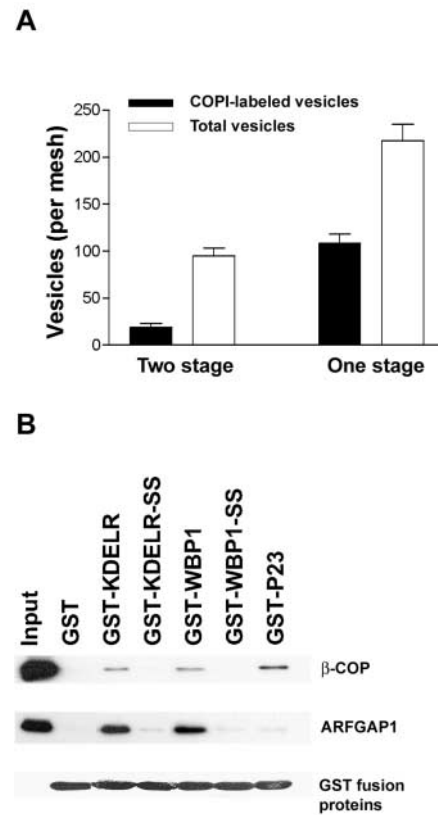 A
COPI-labeled vesicles
Total vesicles
Vesicles (per mesh)
250
200
150
100
50
0
Two stage
One stage
B
Input
GST
GST-KDELR
GST-KDELR-SS
GST-WBP1
GST-WBP1-SS
GST-P23
β-COP
ARFGAP1
GST fusion
proteins